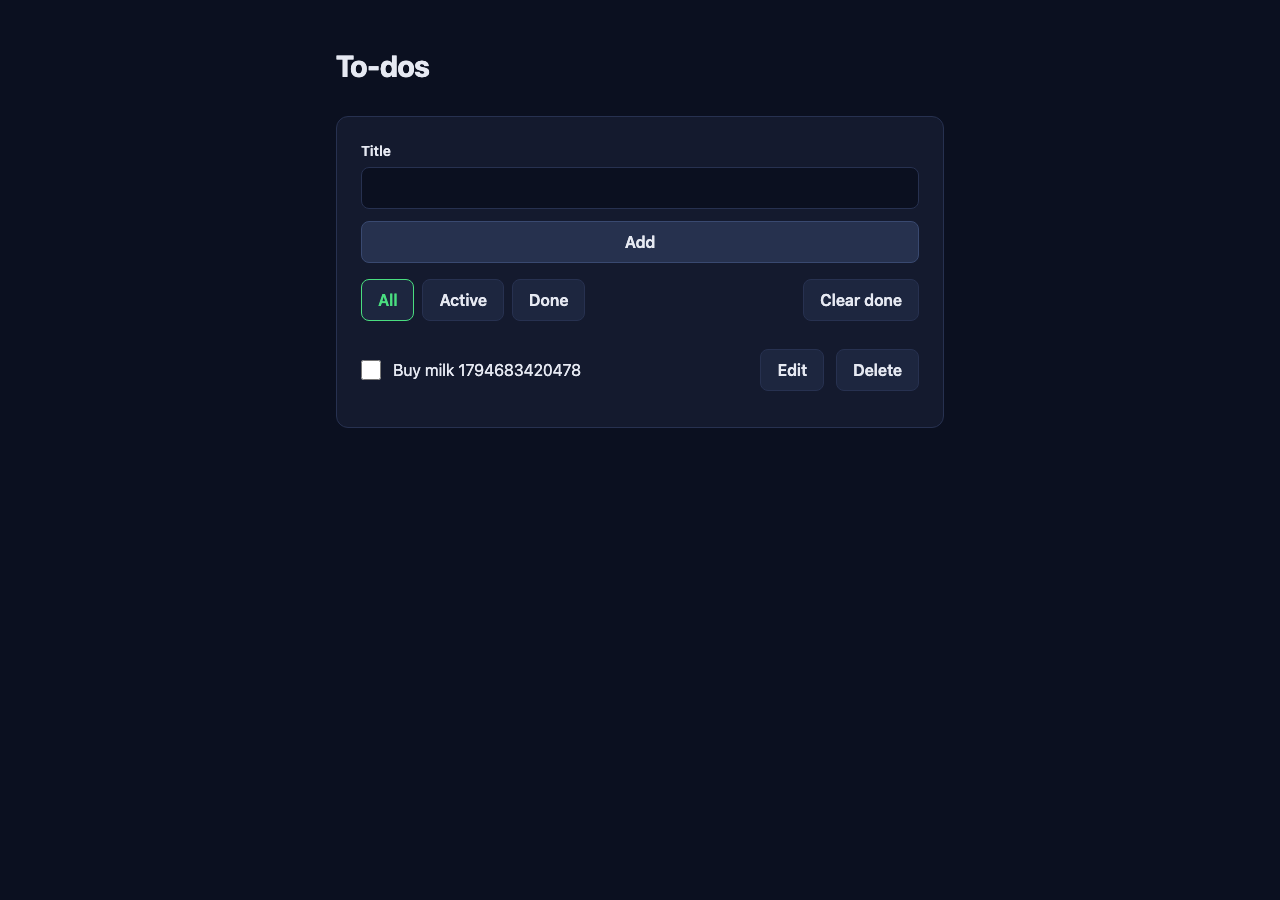 To-dos
Title
Add
All Active Done Clear done
Buy milk 1794683420478 Edit Delete